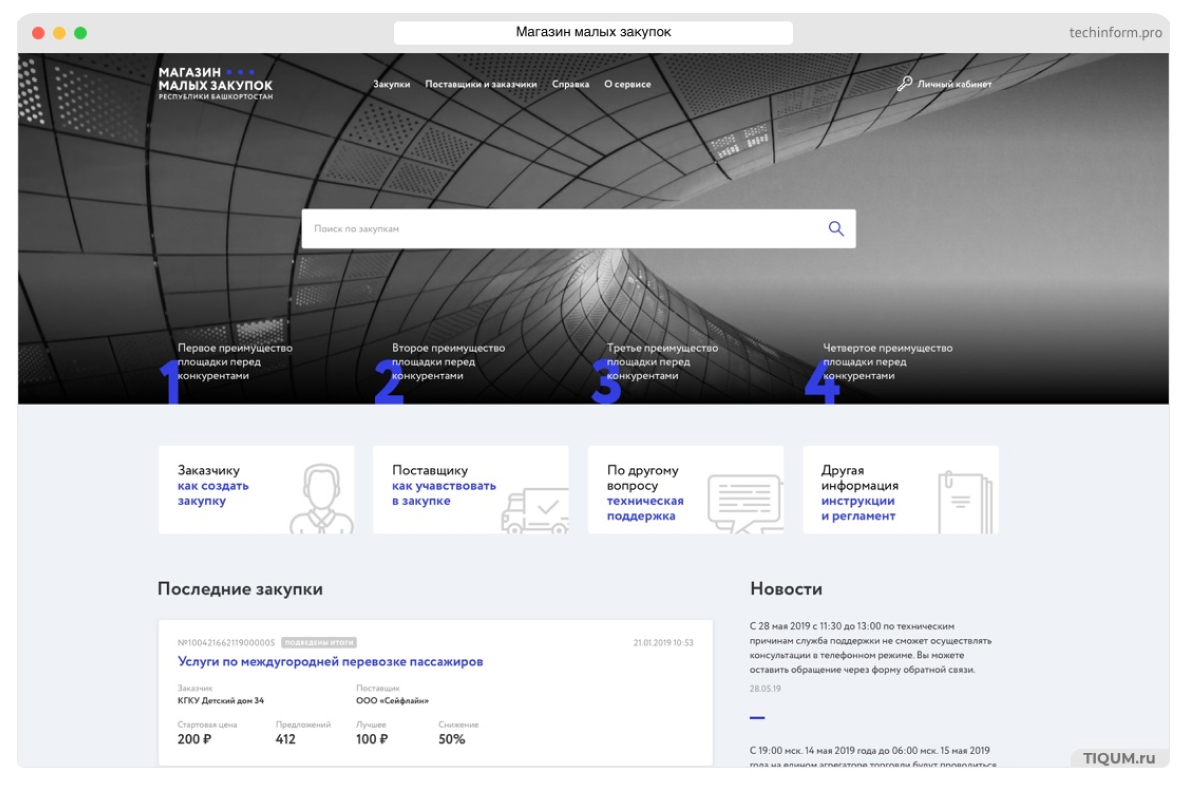 Магазин малых закупок
techinform.pro
МАГАЗИН
МАЛЫХ ЗАКУПОК
РЕСПУБЛИКИ БАШКОРТОСТАН
Закупки Поставщики и заказчики Справка О сервисе
Личный кабинет
Поиск по закупкам
1
Первое преимущество
площадки перед
конкурентами
2
Второе преимущество
площадки перед
конкурентами
3
Третье преимущество
площадки перед
конкурентами
4
Четвертое преимущество
площадки перед
конкурентами
Заказчику
как создать
закупку
Поставщику
как учавствовать
в закупке
По другому
вопросу
техническая
поддержка
Другая
информация
инструкции
и регламент
Последние закупки
№100421662119000005 ПОДВЕДЕНЫ ИТОГИ 21.01.2019 10:53
Услуги по междугородней перевозке пассажиров
Заказчик Поставщик
КГКУ Детский дом 34 ООО «Сейфлайн»
Стартовая цена Предложений Лучшее Снижение
200 ₽ 412 100 ₽ 50%
Новости
С 28 мая 2019 с 11:30 до 13:00 по техническим
причинам служба поддержки не сможет осуществлять
консультации в телефонном режиме. Вы можете
оставить обращение через форму обратной связи.
28.05.19
С 19:00 мск. 14 мая 2019 года до 06:00 мск. 15 мая 2019
года на едином агрегаторе торговли будут проводиться
TIQUM.ru